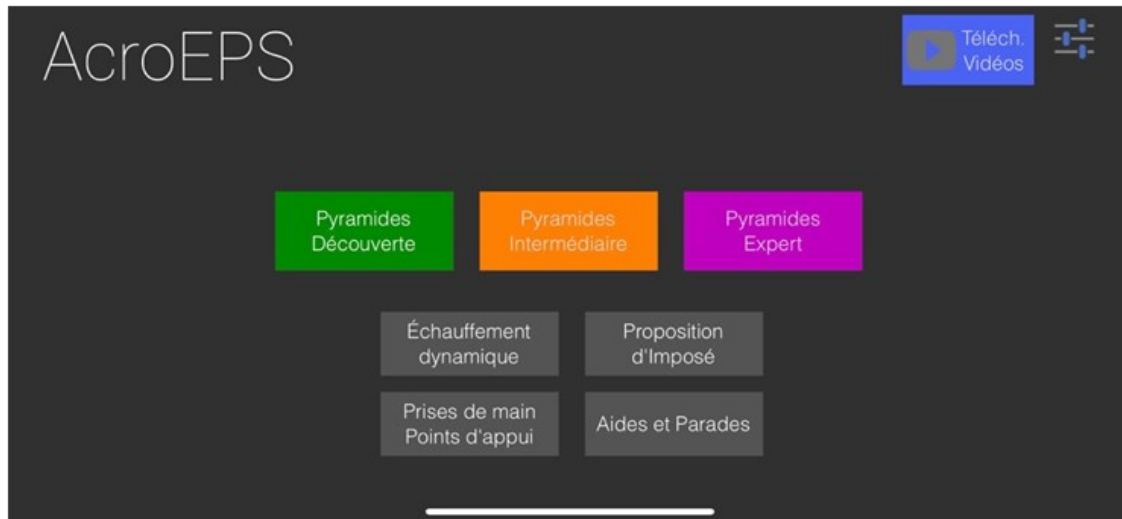 AcroEPS
Téléch.
Vidéos
Pyramides
Découverte
Pyramides
Intermédiaire
Pyramides
Expert
Échauffement
dynamique
Proposition
d'Imposé
Prises de main
Points d'appui
Aides et Parades